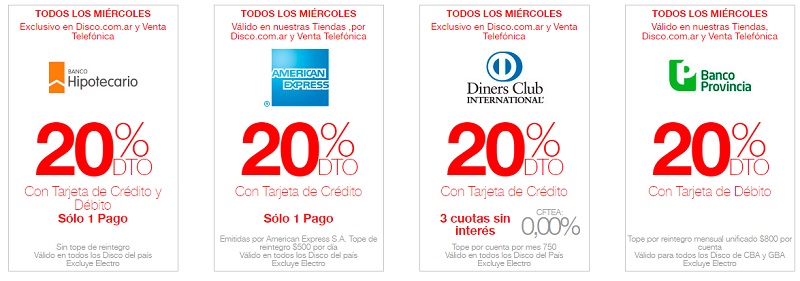 TODOS LOS MIÉRCOLES
Exclusivo en Disco.com.ar y Venta
Telefónica
BANCO
Hipotecario
20% DTO
Con Tarjeta de Crédito y
Débito
Sólo 1 Pago
Sin tope de reintegro
Válido en todos los Disco del país
Excluye Electro
TODOS LOS MIÉRCOLES
Válido en nuestras Tiendas ,por
Disco.com.ar y Venta Telefónica
AMERICAN
EXPRESS
®
20% DTO
Con Tarjeta de Crédito
Sólo 1 Pago
Emitidas por American Express S.A. Tope de
reintegro $500 por día
Válido en todos los Disco del país
Excluye Electro
TODOS LOS MIÉRCOLES
Exclusivo en Disco.com.ar y Venta
Telefónica
Diners Club
INTERNATIONAL®
20% DTO
Con Tarjeta de Crédito
3 cuotas sin
interés
CFTEA:
0,00%
Tope por cuenta por mes 750
Válido en todos los Disco del País
Excluye Electro
TODOS LOS MIÉRCOLES
Válido en nuestras Tiendas,
Disco.com.ar y Venta Telefónica
Banco
Provincia
20% DTO
Con Tarjeta de Débito
Tope por reintegro mensual unificado $800 por
cuenta
Válido para todos los Disco de CBA y GBA
Excluye Electro